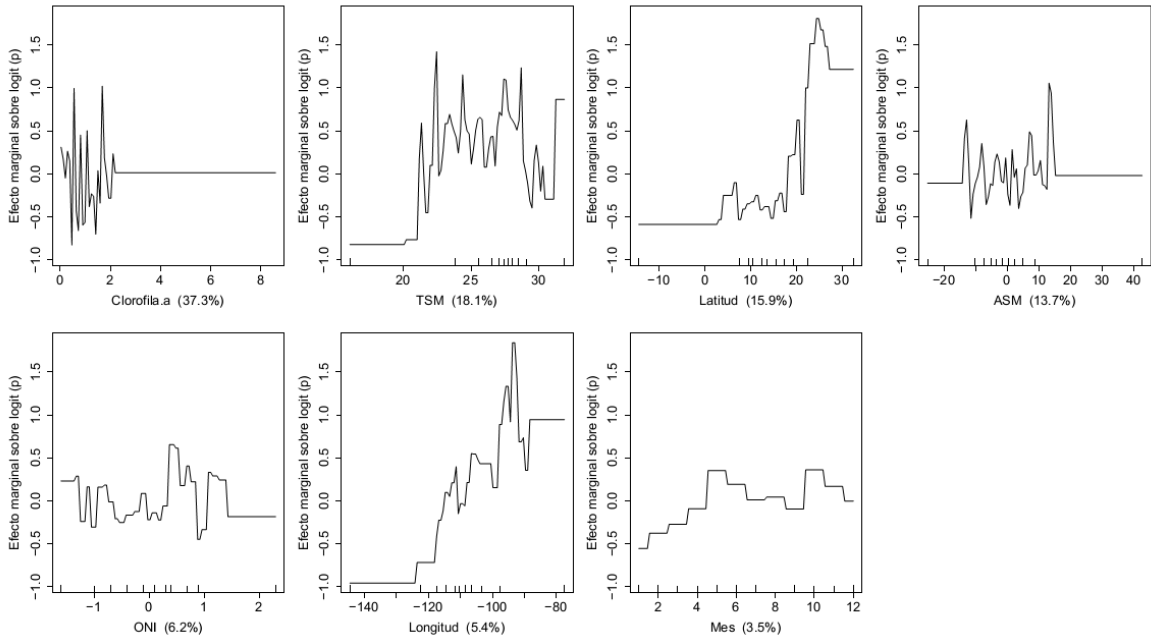 Efecto marginal sobre logit (p)
−1.0 −0.5 0.0 0.5 1.0 1.5
0 2 4 6 8
Clorofila.a (37.3%)
Efecto marginal sobre logit (p)
−1.0 −0.5 0.0 0.5 1.0 1.5
20 25 30
TSM (18.1%)
Efecto marginal sobre logit (p)
−1.0 −0.5 0.0 0.5 1.0 1.5
−10 0 10 20 30
Latitud (15.9%)
Efecto marginal sobre logit (p)
−1.0 −0.5 0.0 0.5 1.0 1.5
−20 0 10 20 30 40
ASM (13.7%)
Efecto marginal sobre logit (p)
−1.0 −0.5 0.0 0.5 1.0 1.5
−1 0 1 2
ONI (6.2%)
Efecto marginal sobre logit (p)
−1.0 −0.5 0.0 0.5 1.0 1.5
−140 −120 −100 −80
Longitud (5.4%)
Efecto marginal sobre logit (p)
−1.0 −0.5 0.0 0.5 1.0 1.5
2 4 6 8 10 12
Mes (3.5%)